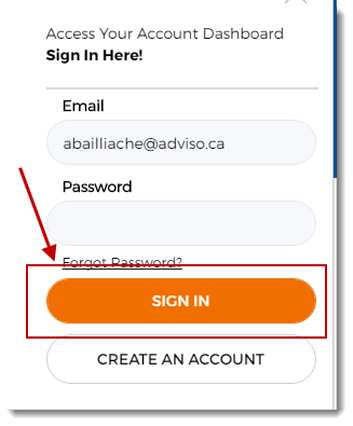 Access Your Account Dashboard
Sign In Here!
Email
abailliache@adviso.ca
Password
Forgot Password?
SIGN IN
CREATE AN ACCOUNT